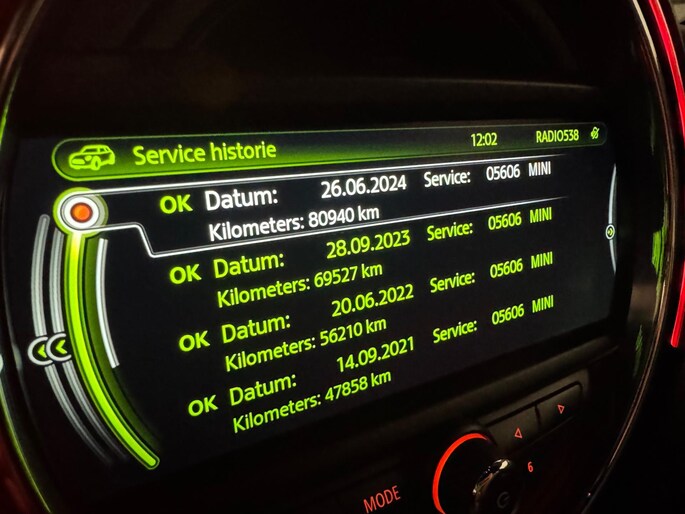 Service historie 12:02 RADIO538
OK Datum: 26.06.2024 Service: 05606 MINI
Kilometers: 80940 km
OK Datum: 28.09.2023 Service: 05606 MINI
Kilometers: 69527 km
OK Datum: 20.06.2022 Service: 05606 MINI
Kilometers: 56210 km
OK Datum: 14.09.2021 Service: 05606 MINI
Kilometers: 47858 km
MODE
6